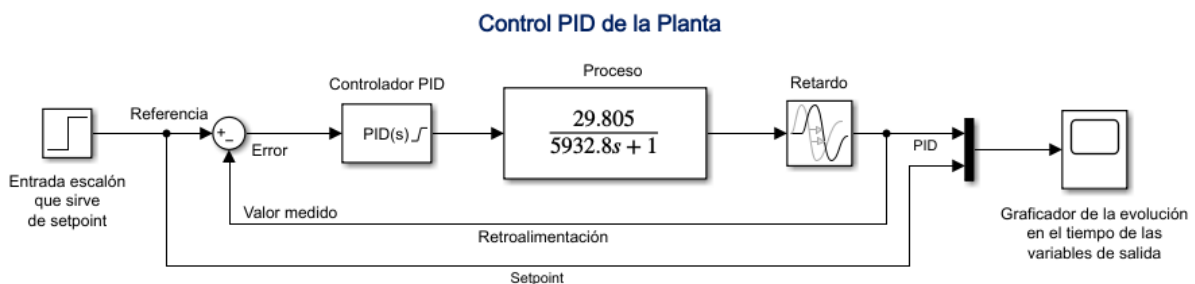 Control PID de la Planta
Proceso
Retardo
Controlador PID
Referencia
+
−
PID(s)
29.805
5932.8s + 1
Error
PID
Entrada escalón
que sirve
de setpoint
Valor medido
Retroalimentación
Graficador de la evolución
en el tiempo de las
variables de salida
Setpoint